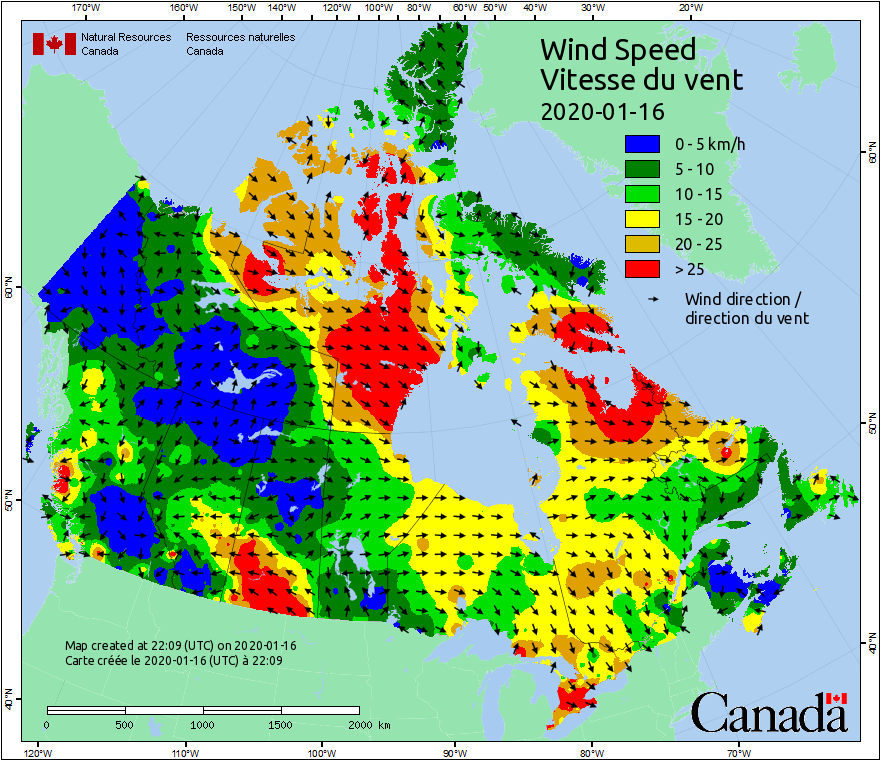 170°W 160°W 150°W 140°W 130°W 120°W 110°W 100°W 90°W 80°W 70°W 60°W 50°W 40°W 30°W 20°W
Natural Resources Ressources naturelles
Canada Canada
Wind Speed
Vitesse du vent
2020-01-16
0 - 5 km/h
5 - 10
10 - 15
15 - 20
20 - 25
> 25
Wind direction /
direction du vent
60°N
60°N
50°N
50°N
40°N
40°N
Map created at 22:09 (UTC) on 2020-01-16
Carte créée le 2020-01-16 (UTC) à 22:09
0 500 1000 1500 2000 km
Canada
120°W 110°W 100°W 90°W 80°W 70°W